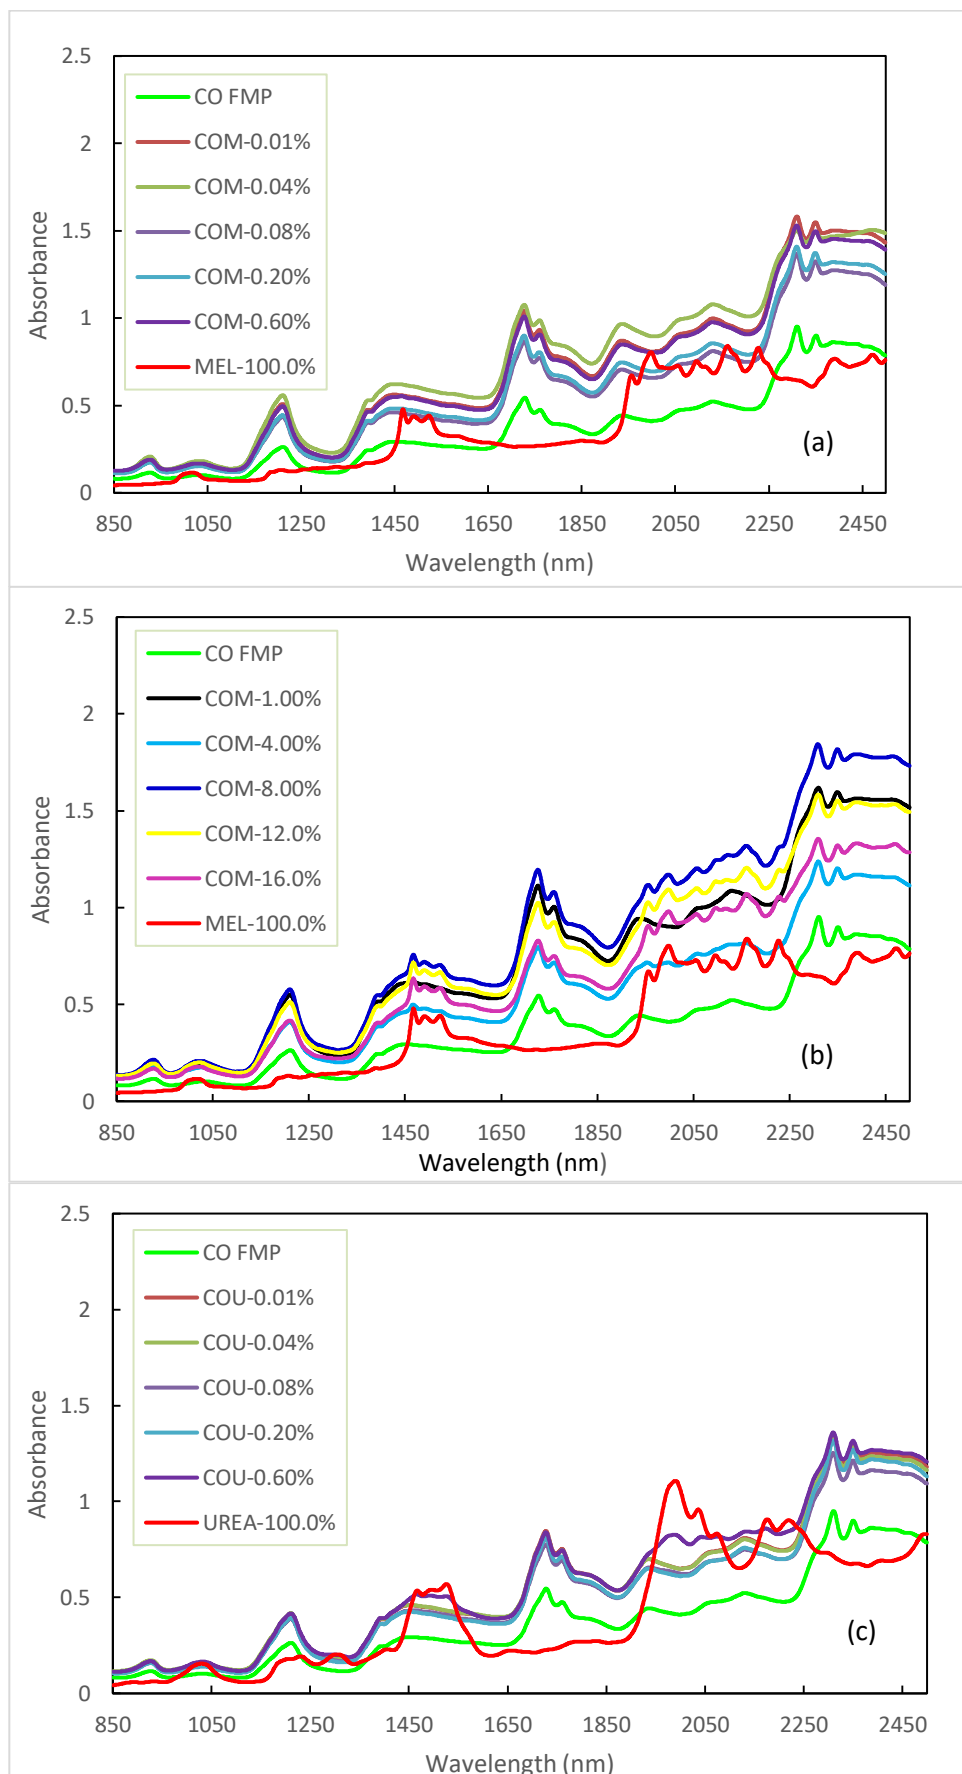 2.5
2
1.5
1
0.5
0
Absorbance
CO FMP
COM-0.01%
COM-0.04%
COM-0.08%
COM-0.20%
COM-0.60%
MEL-100.0%
(a)
850 1050 1250 1450 1650 1850 2050 2250 2450
Wavelength (nm)
2.5
2
1.5
1
0.5
0
Absorbance
CO FMP
COM-1.00%
COM-4.00%
COM-8.00%
COM-12.0%
COM-16.0%
MEL-100.0%
(b)
850 1050 1250 1450 1650 1850 2050 2250 2450
Wavelength (nm)
2.5
2
1.5
1
0.5
0
Absorbance
CO FMP
COU-0.01%
COU-0.04%
COU-0.08%
COU-0.20%
COU-0.60%
UREA-100.0%
(c)
850 1050 1250 1450 1650 1850 2050 2250 2450
Wavelength (nm)